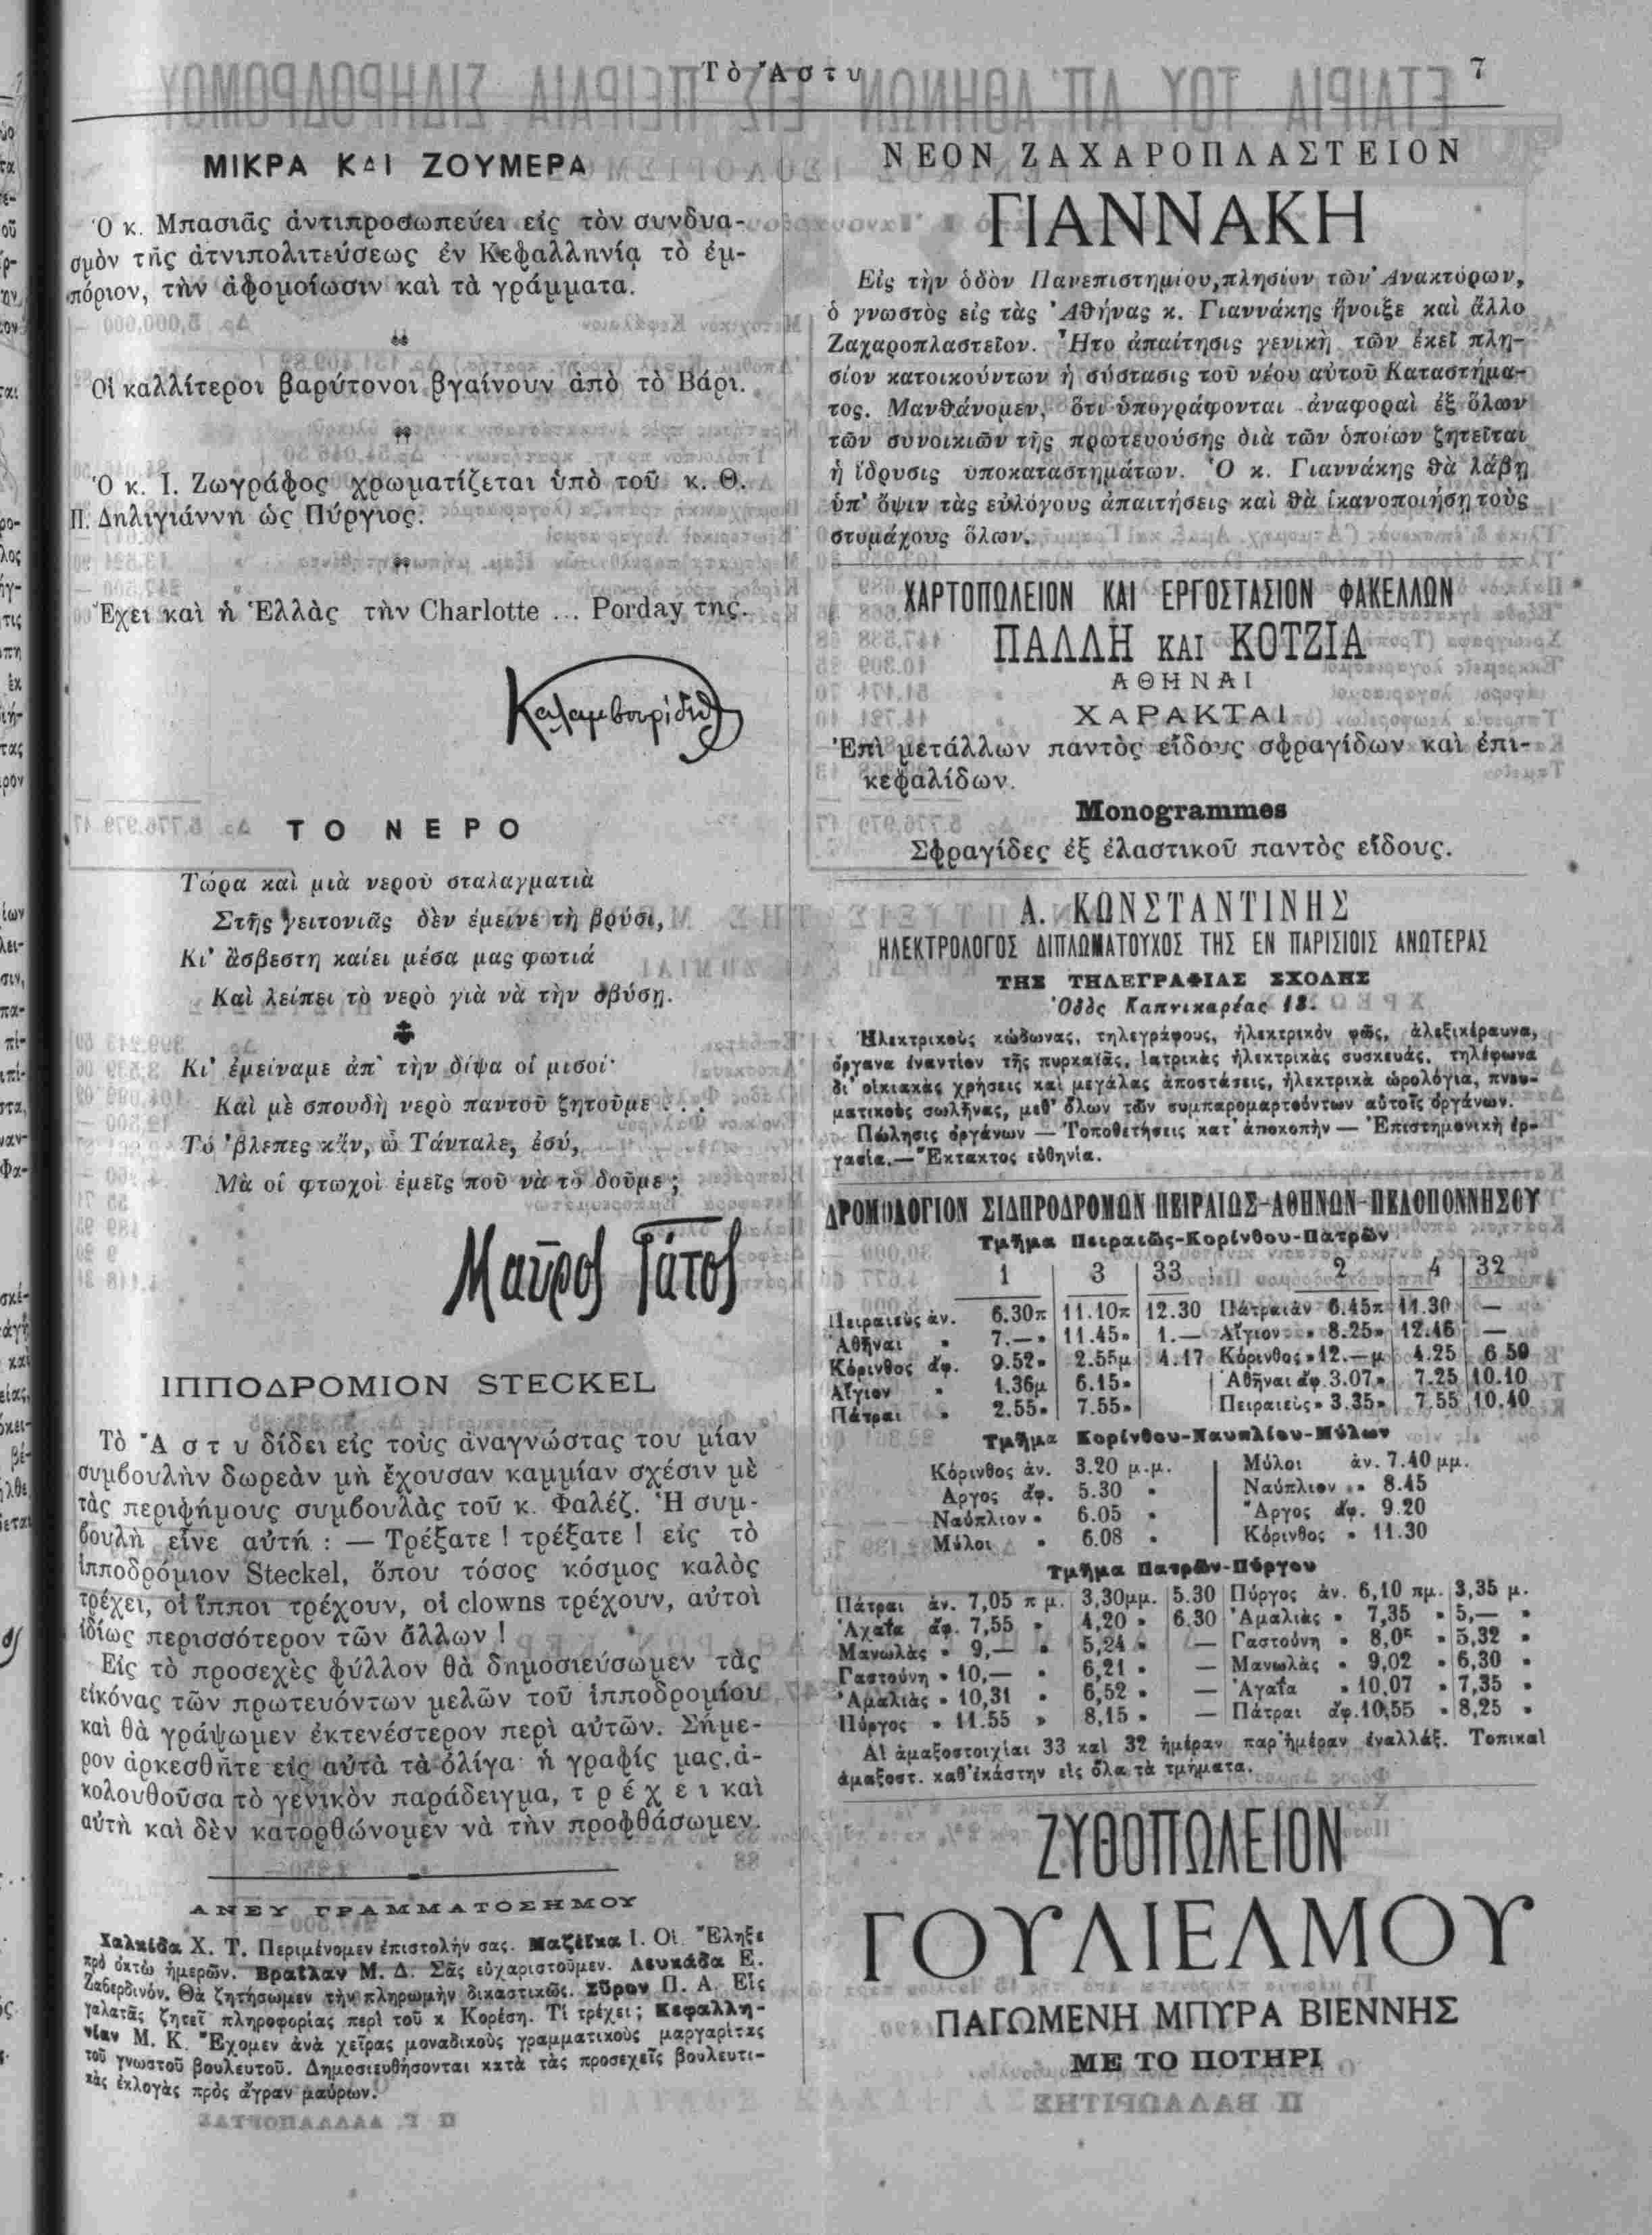 Τὸ Ἄστυ
7
ΜΙΚΡΑ ΚΑΙ ΖΟΥΜΕΡΑ
Ὁ κ. Μπασιᾶς ἀντιπροσωπεύει εἰς τὸν συνδυα-
σμὸν τῆς ἀτνιπολιτεύσεως ἐν Κεφαλληνίᾳ τὸ ἐμ-
πόριον, τὴν ἀφομοίωσιν καὶ τὰ γράμματα.
Οἱ καλλίτεροι βαρύτονοι βγαίνουν ἀπὸ τὸ Βάρι.
Ὁ κ. Ι. Ζωγράφος χρωματίζεται ὑπὸ τοῦ κ. Θ.
Π. Δηλιγιάννη ὡς Πύργιος.
Ἔχει καὶ ἡ Ἑλλὰς τὴν Charlotte ... Porday της.
Καλαμβουρίδης
ΤΟ ΝΕΡΟ
Τώρα καὶ μιὰ νεροῦ σταλαγματιὰ
Στῆς γειτονιᾶς δὲν ἔμεινε τὴ βρύσι,
Κι' ἄσβεστη καίει μέσα μας φωτιά
Καὶ λείπει τὸ νερὸ γιὰ νὰ τὴν σβύσῃ.
Κι' ἐμείναμε ἀπ' τὴν δίψα οἱ μισοί·
Καὶ μὲ σπουδὴ νερὸ παντοῦ ζητοῦμε . . .
Τό 'βλεπες κἄν, ὦ Τάνταλε, ἐσύ,
Μὰ οἱ φτωχοὶ ἐμεῖς ποῦ νὰ τὸ δοῦμε ;
Μαῦρος Γάτος
ΙΠΠΟΔΡΟΜΙΟΝ STECKEL
Τὸ Ἄστυ δίδει εἰς τοὺς ἀναγνώστας του μίαν
συμβουλὴν δωρεὰν μὴ ἔχουσαν καμμίαν σχέσιν μὲ
τὰς περιφήμους συμβουλὰς τοῦ κ. Φαλέζ. Ἡ συμ-
βουλὴ εἶνε αὐτή : — Τρέξατε ! τρέξατε ! εἰς τὸ
ἱπποδρόμιον Steckel, ὅπου τόσος κόσμος καλὸς
τρέχει, οἱ ἵπποι τρέχουν, οἱ clowns τρέχουν, αὐτοὶ
ἰδίως περισσότερον τῶν ἄλλων !
Εἰς τὸ προσεχὲς φύλλον θὰ δημοσιεύσωμεν τὰς
εἰκόνας τῶν πρωτευόντων μελῶν τοῦ ἱπποδρομίου
καὶ θὰ γράψωμεν ἐκτενέστερον περὶ αὐτῶν. Σήμε-
ρον ἀρκεσθῆτε εἰς αὐτὰ τὰ ὀλίγα· ἡ γραφίς μας, ἀ-
κολουθοῦσα τὸ γενικὸν παράδειγμα, τρέχει καὶ
αὐτὴ καὶ δὲν κατορθώνομεν νὰ τὴν προφθάσωμεν.
ΑΝΕΥ ΓΡΑΜΜΑΤΟΣΗΜΟΥ
Χαλκίδα Χ. Τ. Περιμένομεν ἐπιστολήν σας. Μαζέϊκα Ι. Οἰ. Ἔληξε
πρὸ ὀκτὼ ἡμερῶν. Βραΐλαν Μ. Δ. Σᾶς εὐχαριστοῦμεν. Λευκάδα Ε.
Ζαβερδινόν. Θὰ ζητήσωμεν τὴν πληρωμὴν δικαστικῶς. Σῦρον Π. Α. Εἰς
γαλατᾶς ζητεῖ πληροφορίας περὶ τοῦ κ Κορέση. Τί τρέχει ; Κεφαλλη-
νίαν Μ. Κ. Ἔχομεν ἀνὰ χεῖρας μοναδικοὺς γραμματικοὺς μαργαρίτας
τοῦ γνωστοῦ βουλευτοῦ. Δημοσιευθήσονται κατὰ τὰς προσεχεῖς βουλευτι-
κὰς ἐκλογὰς πρὸς ἄγραν μαύρων.
ΝΕΟΝ ΖΑΧΑΡΟΠΛΑΣΤΕΙΟΝ
ΓΙΑΝΝΑΚΗ
Εἰς τὴν ὁδὸν Πανεπιστημίου, πλησίον τῶν Ἀνακτόρων,
ὁ γνωστὸς εἰς τὰς Ἀθήνας κ. Γιαννάκης ἤνοιξε καὶ ἄλλο
Ζαχαροπλαστεῖον. Ἦτο ἀπαίτησις γενικὴ τῶν ἐκεῖ πλη-
σίον κατοικούντων ἡ σύστασις τοῦ νέου αὐτοῦ Καταστήμα-
τος. Μανθάνομεν, ὅτι ὑπογράφονται ἀναφοραὶ ἐξ ὅλων
τῶν συνοικιῶν τῆς πρωτευούσης διὰ τῶν ὁποίων ζητεῖται
ἡ ἵδρυσις ὑποκαταστημάτων. Ὁ κ. Γιαννάκης θὰ λάβῃ
ὑπ' ὄψιν τὰς εὐλόγους ἀπαιτήσεις καὶ θὰ ἱκανοποιήσῃ τοὺς
στομάχους ὅλων.
ΧΑΡΤΟΠΩΛΕΙΟΝ ΚΑΙ ΕΡΓΟΣΤΑΣΙΟΝ ΦΑΚΕΛΛΩΝ
ΠΑΛΛΗ ΚΑΙ ΚΟΤΖΙΑ
ΑΘΗΝΑΙ
ΧΑΡΑΚΤΑΙ
Ἐπὶ μετάλλων παντὸς εἴδους σφραγίδων καὶ ἐπι-
κεφαλίδων.
Monogrammes
Σφραγίδες ἐξ ἐλαστικοῦ παντὸς εἴδους.
Α. ΚΩΝΣΤΑΝΤΙΝΗΣ
ΗΛΕΚΤΡΟΛΟΓΟΣ ΔΙΠΛΩΜΑΤΟΥΧΟΣ ΤΗΣ ΕΝ ΠΑΡΙΣΙΟΙΣ ΑΝΩΤΕΡΑΣ
ΤΗΣ ΤΗΛΕΓΡΑΦΙΑΣ ΣΧΟΛΗΣ
Ὁδὸς Καπνικαρέας 18.
Ἠλεκτρικοὺς κώδωνας, τηλεγράφους, ἠλεκτρικὸν φῶς, ἀλεξικέραυνα,
ὄργανα ἐναντίον τῆς πυρκαϊᾶς, ἰατρικὰς ἠλεκτρικὰς συσκευάς, τηλέφωνα
δι' οἰκιακὰς χρήσεις καὶ μεγάλας ἀποστάσεις, ἠλεκτρικὰ ὡρολόγια, πνευ-
ματικοὺς σωλῆνας, μεθ' ὅλων τῶν συμπαρομαρτούντων αὐτοῖς ὀργάνων.
Πώλησις ὀργάνων — Τοποθετήσεις κατ' ἀποκοπὴν — Ἐπιστημονικὴ ἐρ-
γασία. — Ἔκτακτος εὐθηνία.
ΔΡΟΜΟΛΟΓΙΟΝ ΣΙΔΗΡΟΔΡΟΜΩΝ ΠΕΙΡΑΙΩΣ-ΑΘΗΝΩΝ-ΠΕΛΟΠΟΝΝΗΣΟΥ
Τμῆμα Πειραιῶς-Κορίνθου-Πατρῶν
1 3 33 2 4 32
Πειραιεὺς ἀν. 6.30π 11.10π 12.30 Πάτραι ἀν 6.45π 11.30 —
Ἀθῆναι » 7.—» 11.45» 1.— Αἴγιον » 8.25» 12.46 —
Κόρινθος ἀφ. 9.52» 2.55μ 4.17 Κόρινθος » 12.—μ 4.25 6 50
Αἴγιον » 1.36μ 6.15» Ἀθῆναι ἀφ. 3.07» 7.25 10.10
Πάτραι » 2.55» 7.55» Πειραιεὺς » 3.35» 7.55 10.40
Τμῆμα Κορίνθου-Ναυπλίου-Μύλων
Κόρινθος ἀν. 3.20 μ.μ. Μύλοι ἀν. 7.40 μμ.
Ἄργος ἀφ. 5.30 » Ναύπλιον » 8.45
Ναύπλιον » 6.05 » Ἄργος ἀφ. 9.20
Μύλοι » 6.08 » Κόρινθος » 11.30
Τμῆμα Πατρῶν-Πύργου
Πάτραι ἀν. 7,05 π μ. 3,30μμ. 5.30 Πύργος ἀν. 6,10 πμ. 3,35 μ.
Ἀχαΐα ἀφ. 7,55 » 4,20 » 6.30 Ἀμαλιὰς » 7,35 » 5,— »
Μανωλὰς » 9,— » 5,24 » — Γαστούνη » 8,05 » 5,32 »
Γαστούνη » 10,— » 6,21 » — Μανωλὰς » 9,02 » 6,30 »
Ἀμαλιὰς » 10,31 » 6,52 » — Ἀγαΐα » 10,07 » 7,35 »
Πύργος » 11.55 » 8,15 » — Πάτραι ἀφ. 10,55 » 8,25 »
Αἱ ἁμαξοστοιχίαι 33 καὶ 32 ἡμέραν παρ' ἡμέραν ἐναλλάξ. Τοπικαὶ
ἁμαξοστ. καθ' ἑκάστην εἰς ὅλα τὰ τμήματα.
ΖΥΘΟΠΩΛΕΙΟΝ
ΓΟΥΛΙΕΛΜΟΥ
ΠΑΓΩΜΕΝΗ ΜΠΥΡΑ ΒΙΕΝΝΗΣ
ΜΕ ΤΟ ΠΟΤΗΡΙ